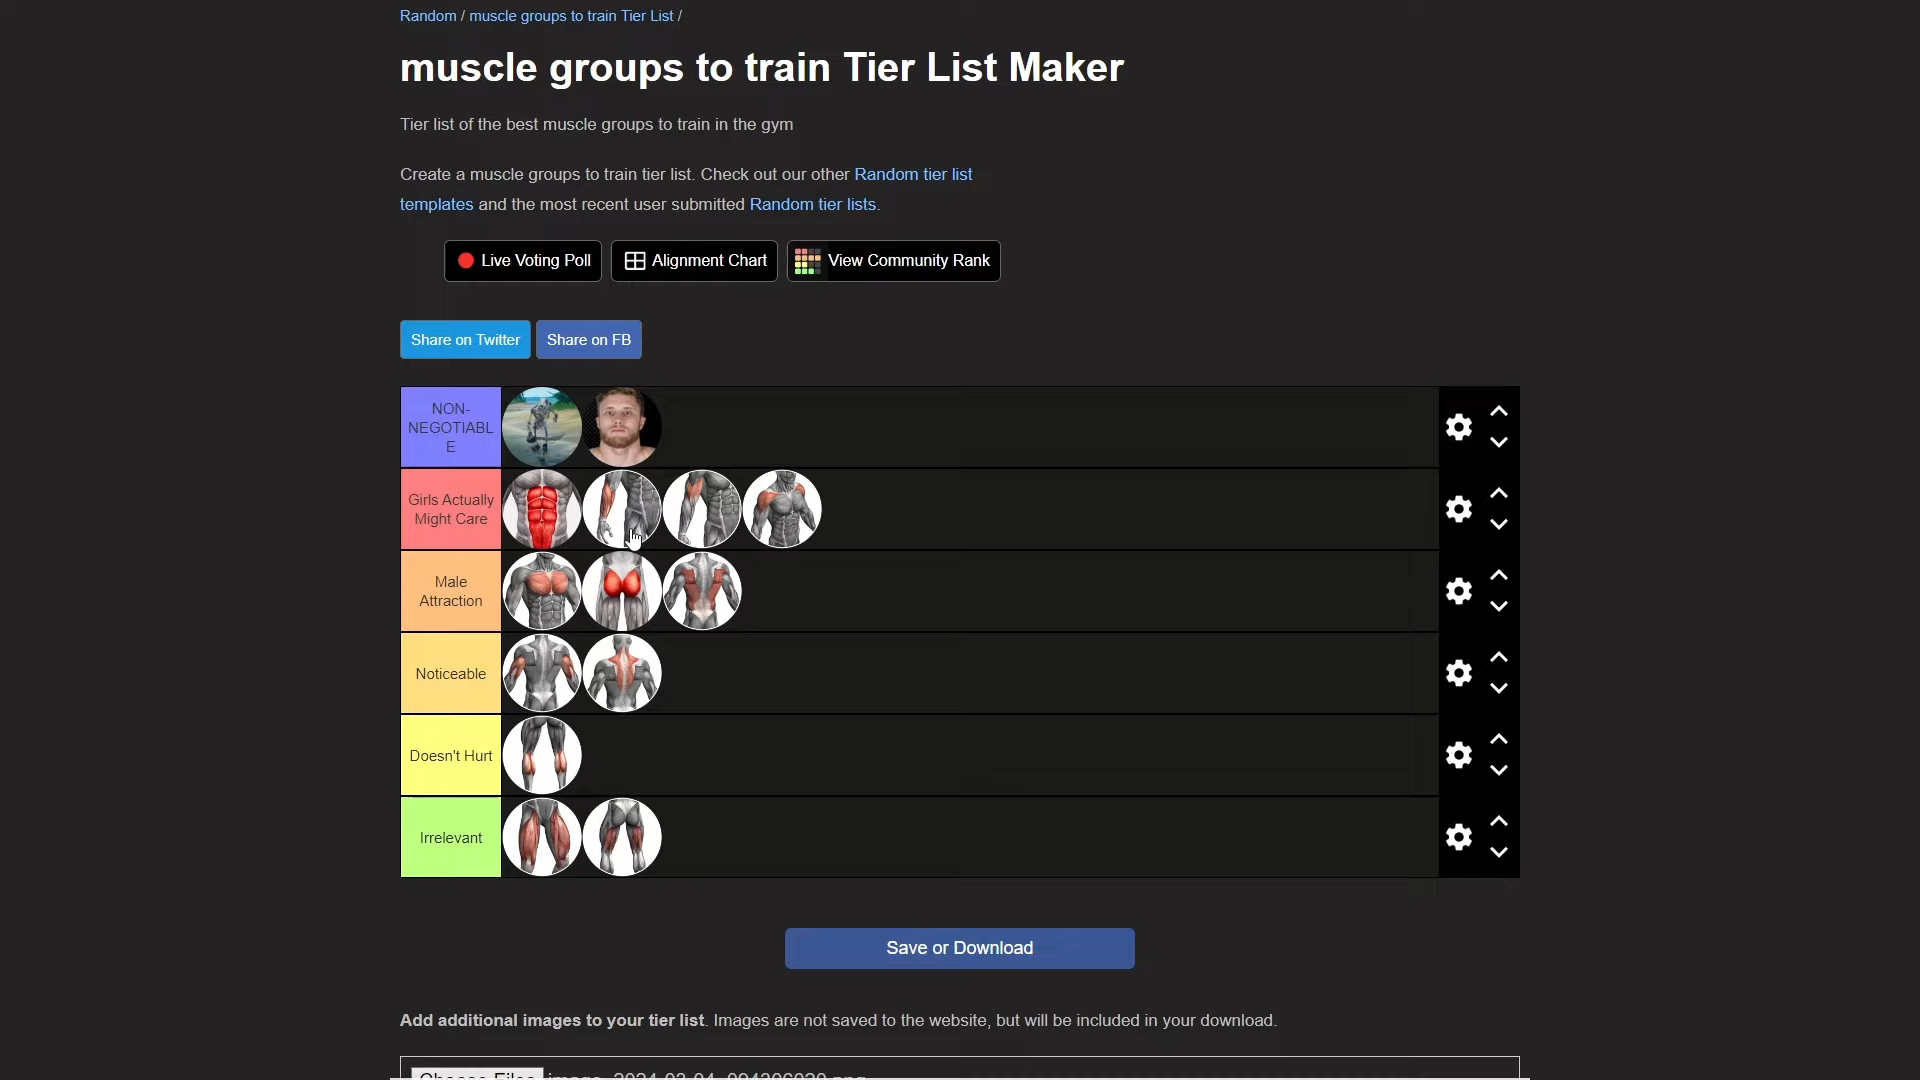 Random / muscle groups to train Tier List /
muscle groups to train Tier List Maker
Tier list of the best muscle groups to train in the gym
Create a muscle groups to train tier list. Check out our other Random tier list
templates and the most recent user submitted Random tier lists.
Live Voting Poll
Alignment Chart
View Community Rank
Share on Twitter
Share on FB
NON-
NEGOTIABL
E
Girls Actually
Might Care
Male
Attraction
Noticeable
Doesn't Hurt
Irrelevant
Save or Download
Add additional images to your tier list. Images are not saved to the website, but will be included in your download.
Choose Files